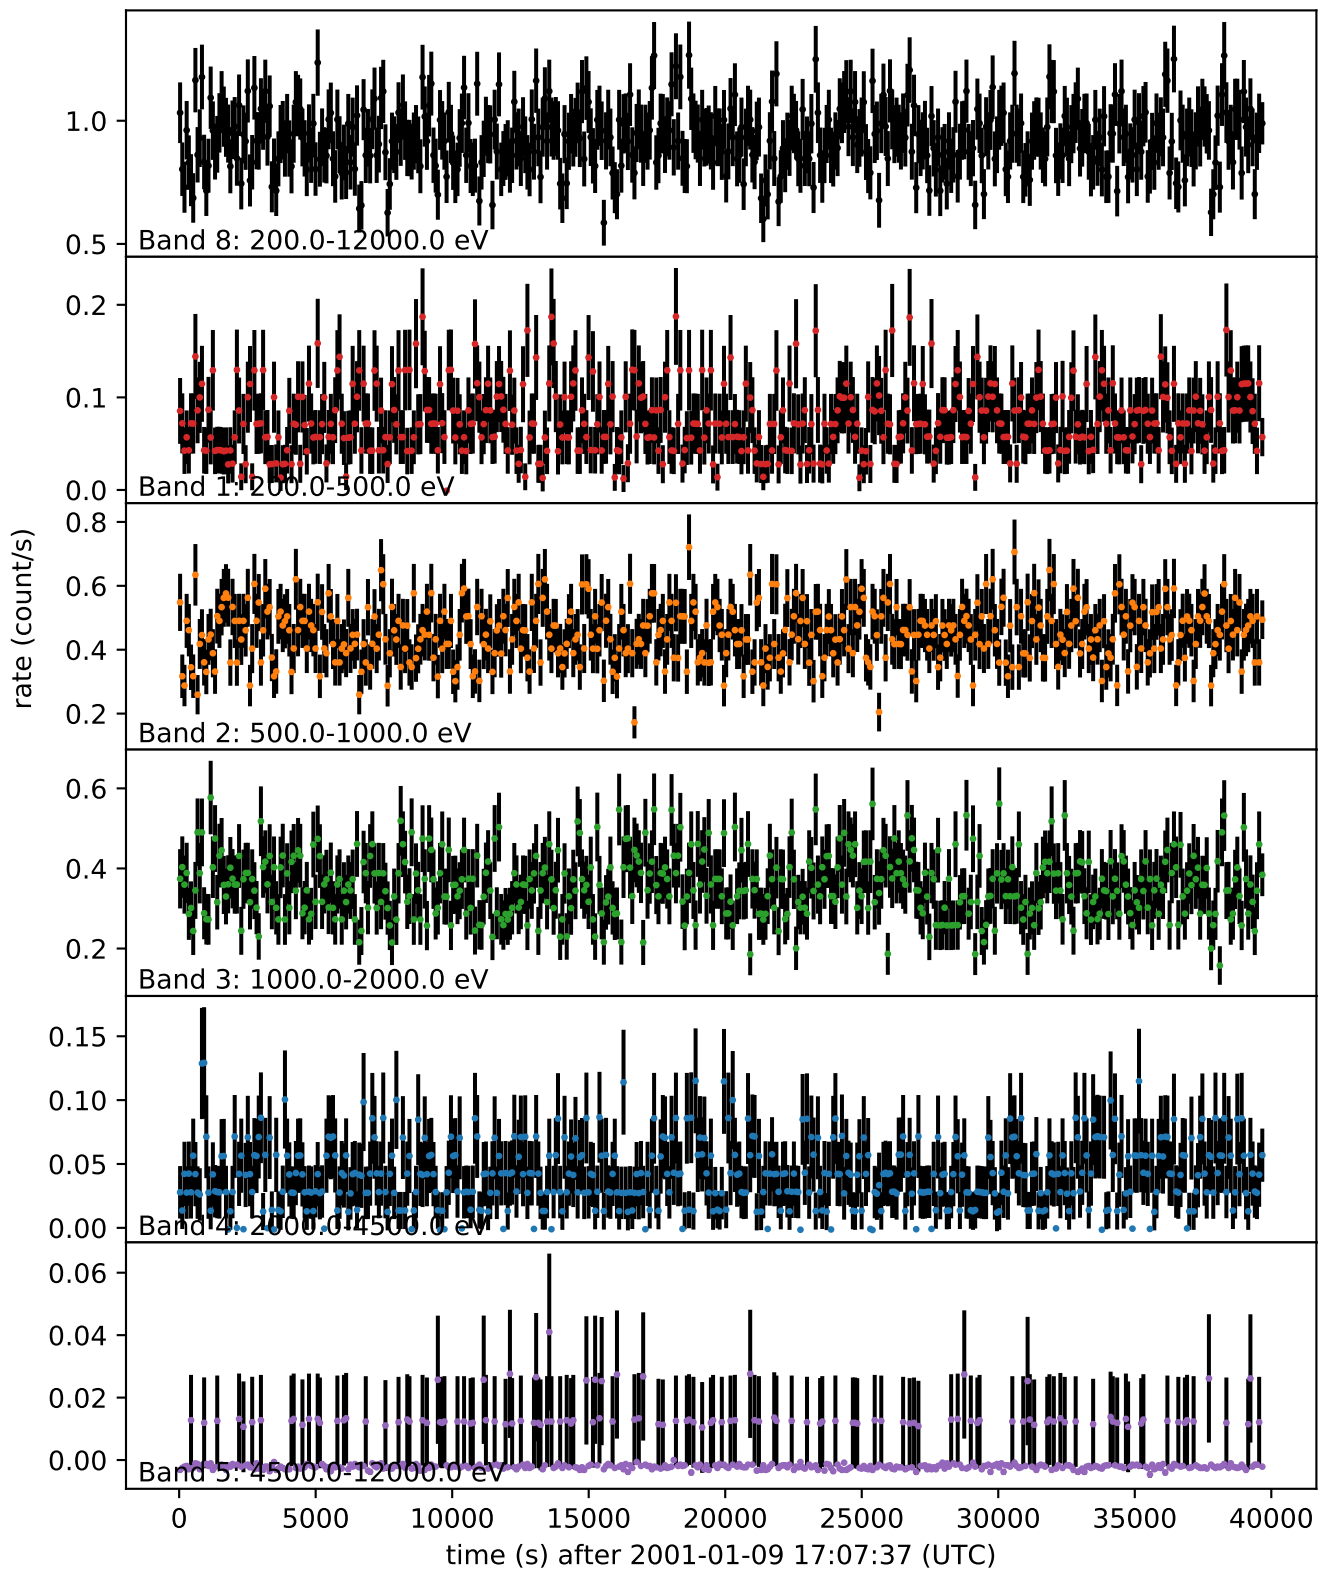 1.0
0.5
Band 8: 200.0-12000.0 eV
0.2
0.1
0.0
Band 1: 200.0-500.0 eV
0.8
0.6
0.4
0.2
Band 2: 500.0-1000.0 eV
rate (count/s)
0.6
0.4
0.2
Band 3: 1000.0-2000.0 eV
0.15
0.10
0.05
0.00
Band 4: 2000.0-4500.0 eV
0.06
0.04
0.02
0.00
Band 5: 4500.0-12000.0 eV
0 5000 10000 15000 20000 25000 30000 35000 40000
time (s) after 2001-01-09 17:07:37 (UTC)